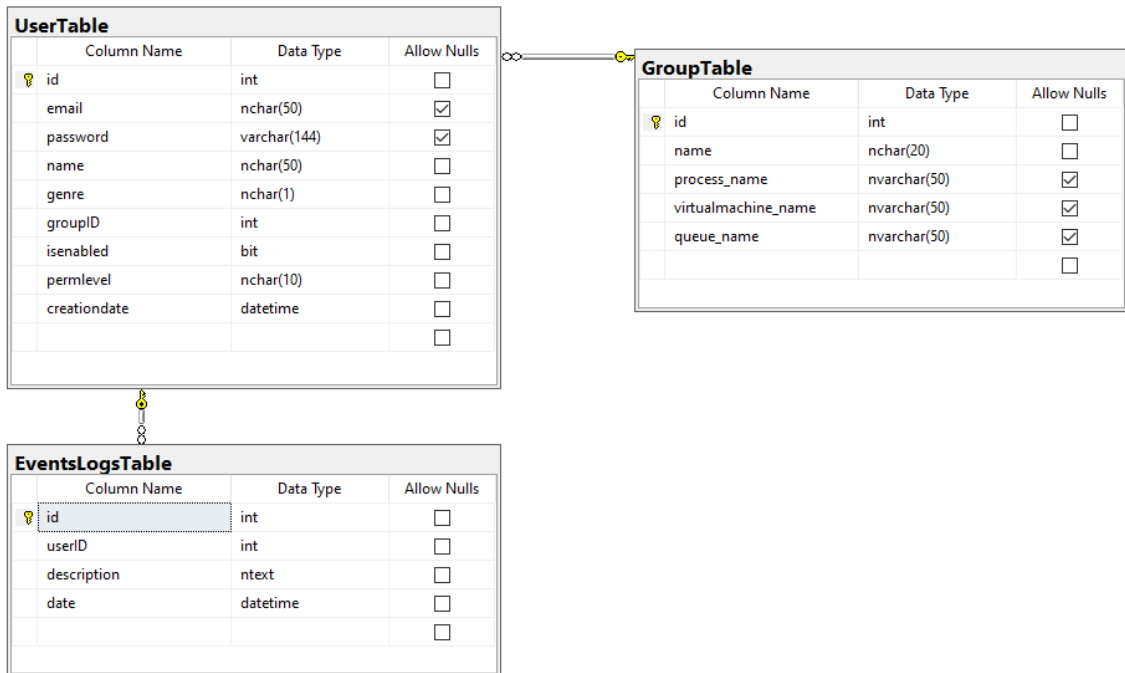 UserTable
Column Name Data Type Allow Nulls
id int
email nchar(50)
password varchar(144)
name nchar(50)
genre nchar(1)
groupID int
isenabled bit
permlevel nchar(10)
creationdate datetime
GroupTable
Column Name Data Type Allow Nulls
id int
name nchar(20)
process_name nvarchar(50)
virtualmachine_name nvarchar(50)
queue_name nvarchar(50)
EventsLogsTable
Column Name Data Type Allow Nulls
id int
userID int
description ntext
date datetime